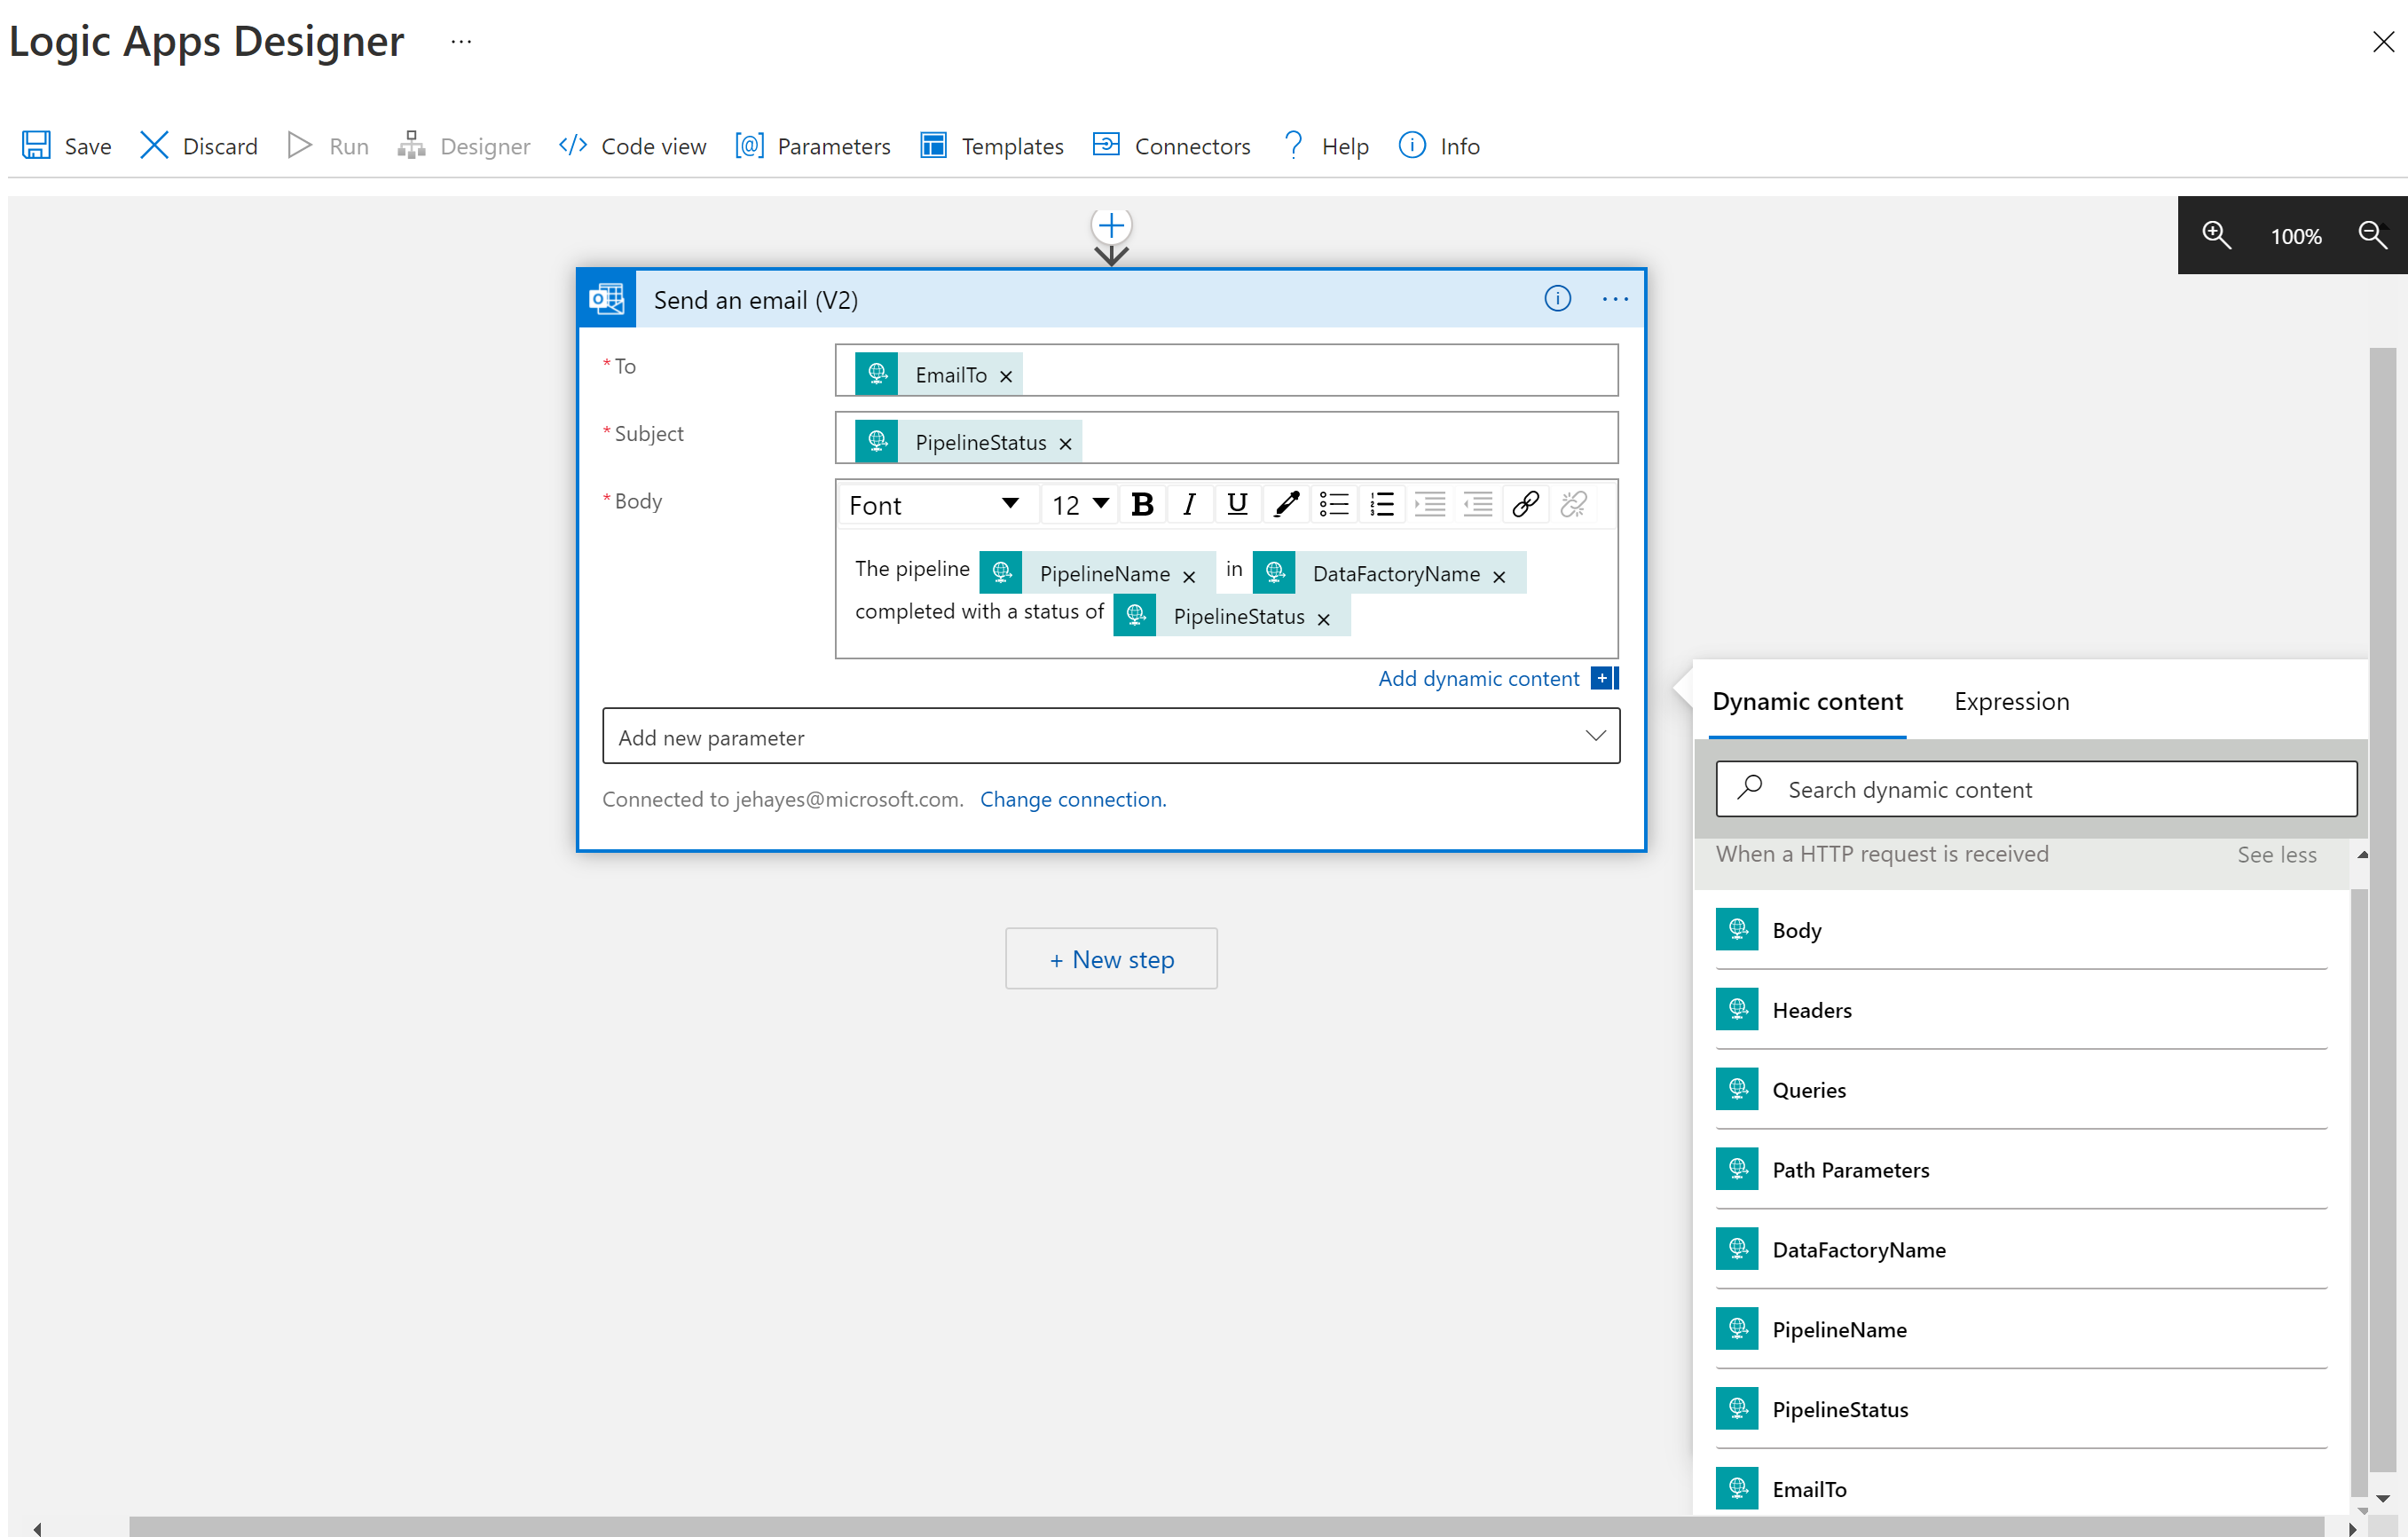 Logic Apps Designer ...
Save Discard Run Designer </> Code view [@] Parameters Templates Connectors ? Help Info
100%
Send an email (V2)
* To EmailTo ×
* Subject PipelineStatus ×
* Body Font 12 B I U
The pipeline PipelineName × in DataFactoryName ×
completed with a status of PipelineStatus ×
Add dynamic content +
Add new parameter
Connected to jehayes@microsoft.com. Change connection.
+ New step
Dynamic content Expression
Search dynamic content
When a HTTP request is received See less
Body
Headers
Queries
Path Parameters
DataFactoryName
PipelineName
PipelineStatus
EmailTo